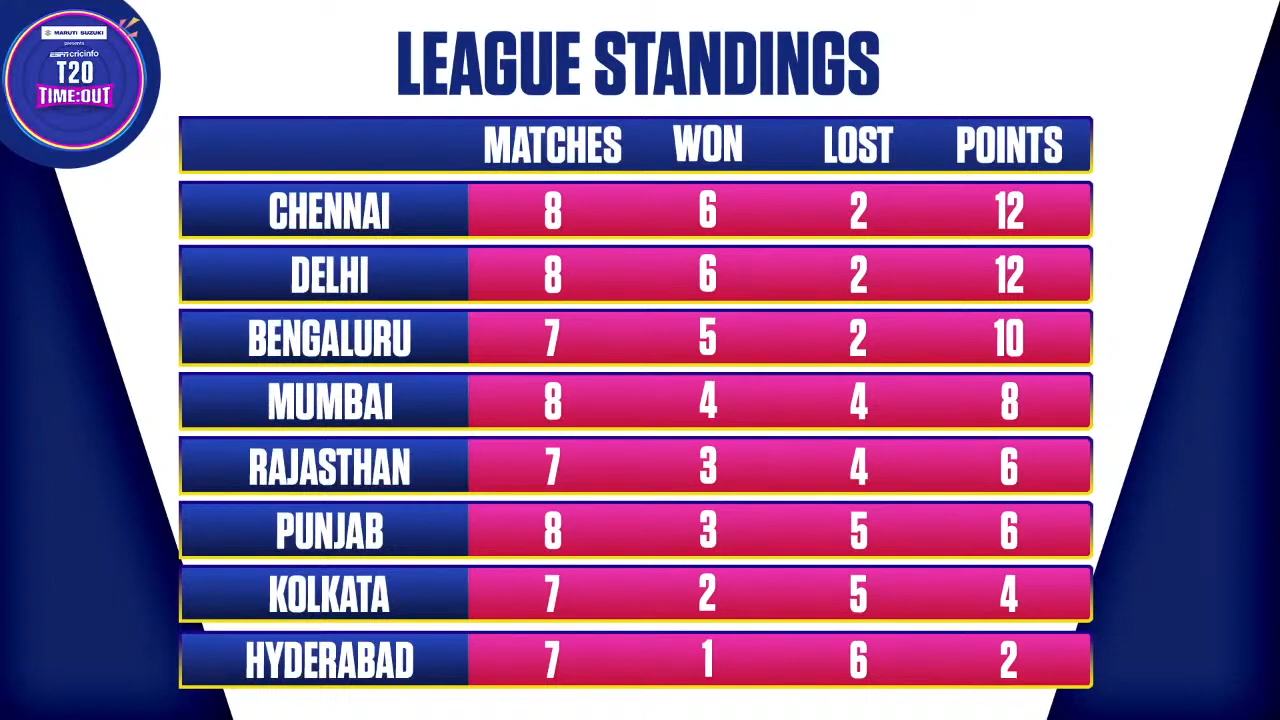 MARUTI SUZUKI
presents
ESPNcricinfo
T20
TIME:OUT
LEAGUE STANDINGS
MATCHES WON LOST POINTS
CHENNAI 8 6 2 12
DELHI 8 6 2 12
BENGALURU 7 5 2 10
MUMBAI 8 4 4 8
RAJASTHAN 7 3 4 6
PUNJAB 8 3 5 6
KOLKATA 7 2 5 4
HYDERABAD 7 1 6 2